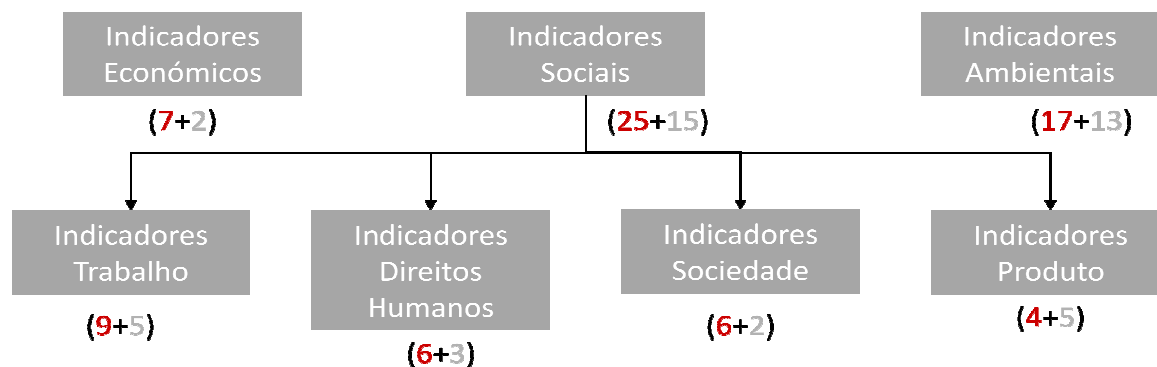 Indicadores
Económicos
(7+2)
Indicadores
Sociais
(25+15)
Indicadores
Ambientais
(17+13)
Indicadores
Trabalho
(9+5)
Indicadores
Direitos
Humanos
(6+3)
Indicadores
Sociedade
(6+2)
Indicadores
Produto
(4+5)